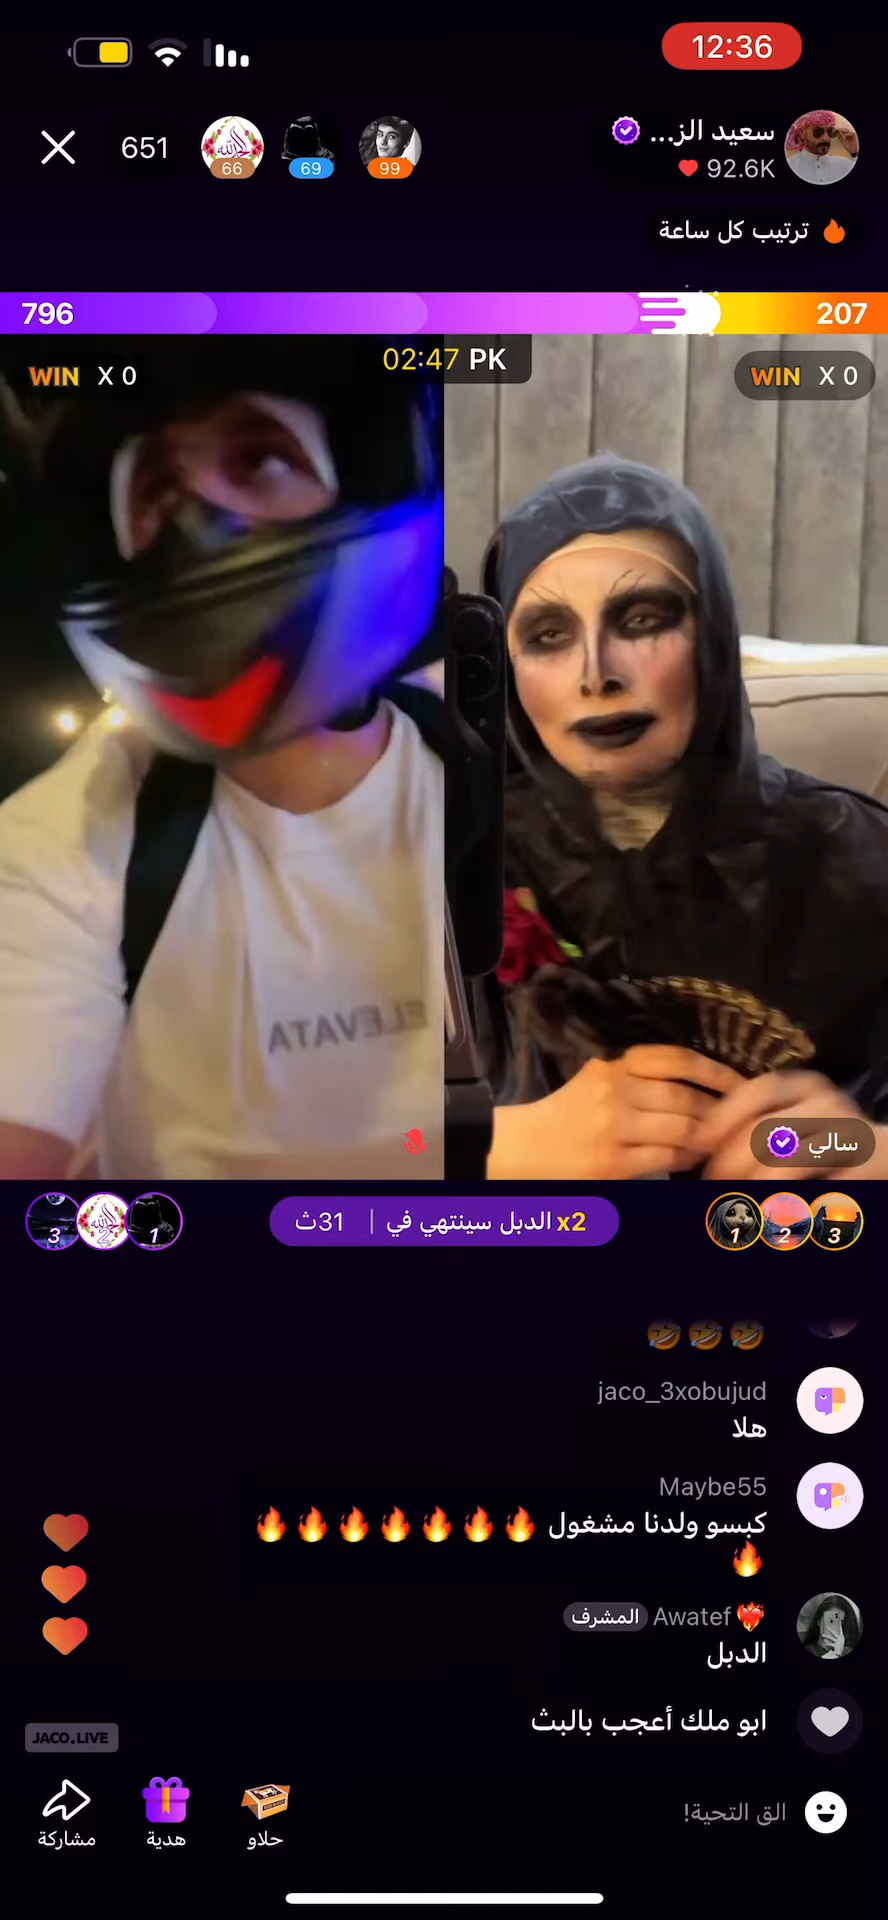 12:36
سعيد الز...
92.6K
99
69
66
651
ترتيب كل ساعة
796
207
02:47 PK
WIN X 0
WIN X 0
ELEVATA
سالي
3
2
1
x2 الدبل سينتهي في | 31ث
1
2
3
jaco_3xobujud
هلا
Maybe55
كبسو ولدنا مشغول
Awatef المشرف
الدبل
ابو ملك أعجب بالبث
JACO.LIVE
الق التحية!
حلاو
هدية
مشاركة